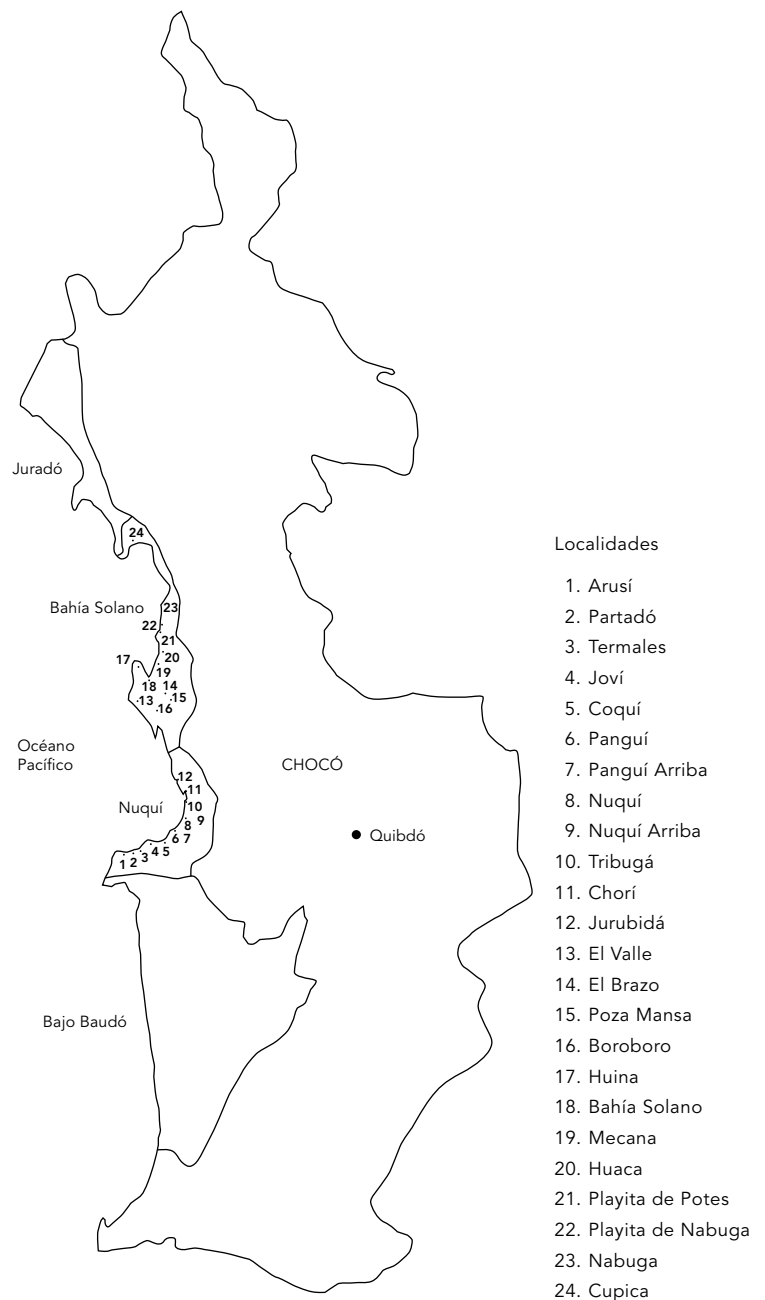 Juradó
24
Bahía Solano
23
22
21
17
20
19
18
14
13
15
16
Océano
Pacífico
CHOCÓ
12
11
Nuquí
10
9
8
Quibdó
6
7
4
5
3
2
1
Bajo Baudó
Localidades
1. Arusí
2. Partadó
3. Termales
4. Joví
5. Coquí
6. Panguí
7. Panguí Arriba
8. Nuquí
9. Nuquí Arriba
10. Tribugá
11. Chorí
12. Jurubidá
13. El Valle
14. El Brazo
15. Poza Mansa
16. Boroboro
17. Huina
18. Bahía Solano
19. Mecana
20. Huaca
21. Playita de Potes
22. Playita de Nabuga
23. Nabuga
24. Cupica